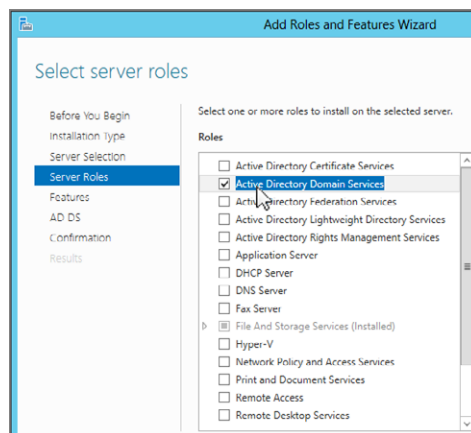 Add Roles and Features Wizard
Select server roles
Before You Begin
Installation Type
Server Selection
Server Roles
Features
AD DS
Confirmation
Results
Select one or more roles to install on the selected server.
Roles
Active Directory Certificate Services
Active Directory Domain Services
Active Directory Federation Services
Active Directory Lightweight Directory Services
Active Directory Rights Management Services
Application Server
DHCP Server
DNS Server
Fax Server
File And Storage Services (Installed)
Hyper-V
Network Policy and Access Services
Print and Document Services
Remote Access
Remote Desktop Services